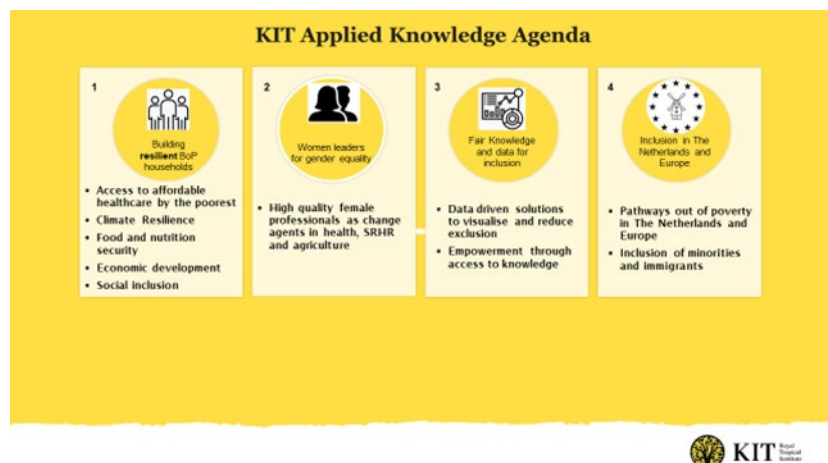 KIT Applied Knowledge Agenda
1
Building
resilient BoP
households
• Access to affordable
healthcare by the poorest
• Climate Resilience
• Food and nutrition
security
• Economic development
• Social inclusion
2
Women leaders
for gender equality
• High quality female
professionals as change
agents in health, SRHR
and agriculture
3
Fair Knowledge
and data for
inclusion
• Data driven solutions
to visualise and reduce
exclusion
• Empowerment through
access to knowledge
4
Inclusion in The
Netherlands and
Europe
• Pathways out of poverty
in The Netherlands and
Europe
• Inclusion of minorities
and immigrants
KIT
Royal
Tropical
Institute